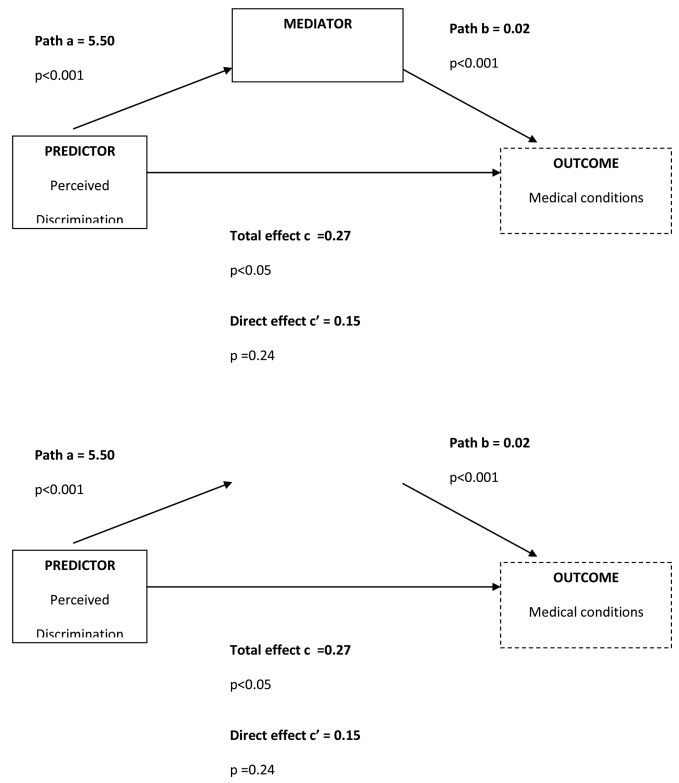 MEDIATOR
Path a = 5.50
p<0.001
Path b = 0.02
p<0.001
PREDICTOR
Perceived
Discrimination
OUTCOME
Medical conditions
Total effect c =0.27
p<0.05
Direct effect c’ = 0.15
p =0.24
Path a = 5.50
p<0.001
Path b = 0.02
p<0.001
PREDICTOR
Perceived
Discrimination
OUTCOME
Medical conditions
Total effect c =0.27
p<0.05
Direct effect c’ = 0.15
p =0.24